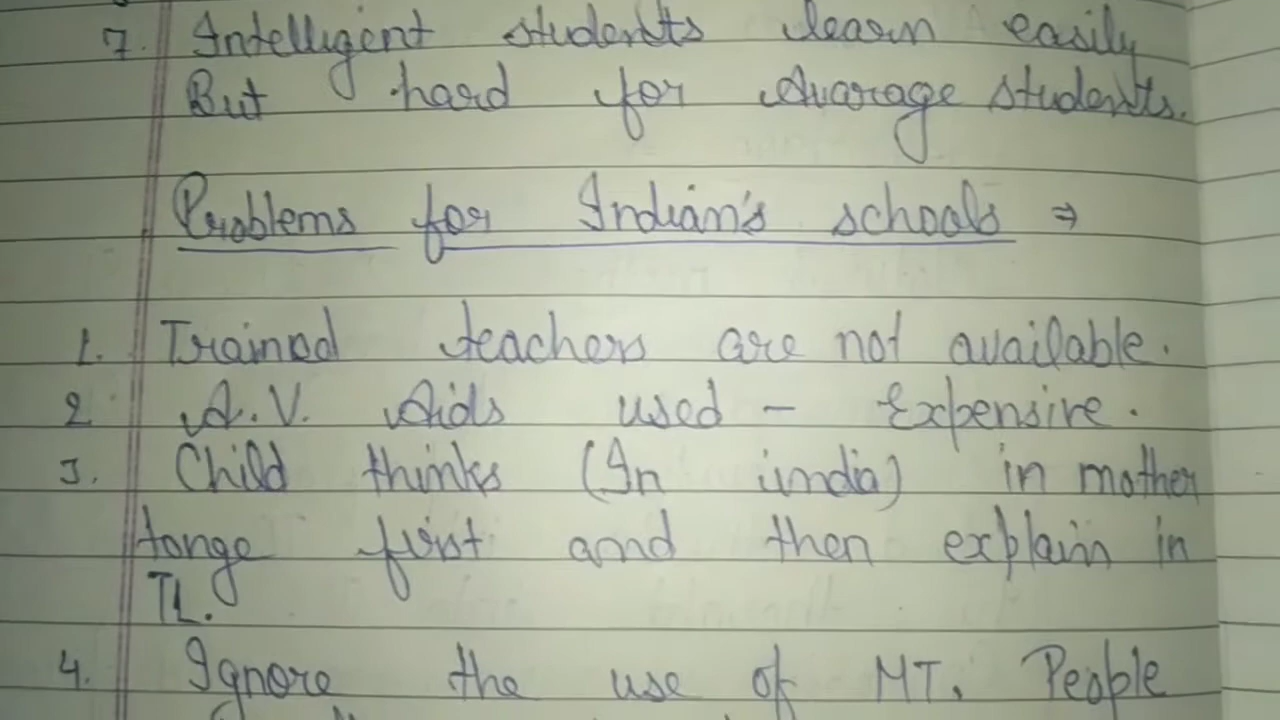 7. Intelligent students learn easily
But hard for Avarage students.
Problems for Indian's schools ⇒
1. Trained teachers are not available.
2 A.V. Aids used - Expensive.
3. Child thinks (In iindia) in mother
tonge first and then explain in
TL.
4. Ignore the use of MT. People